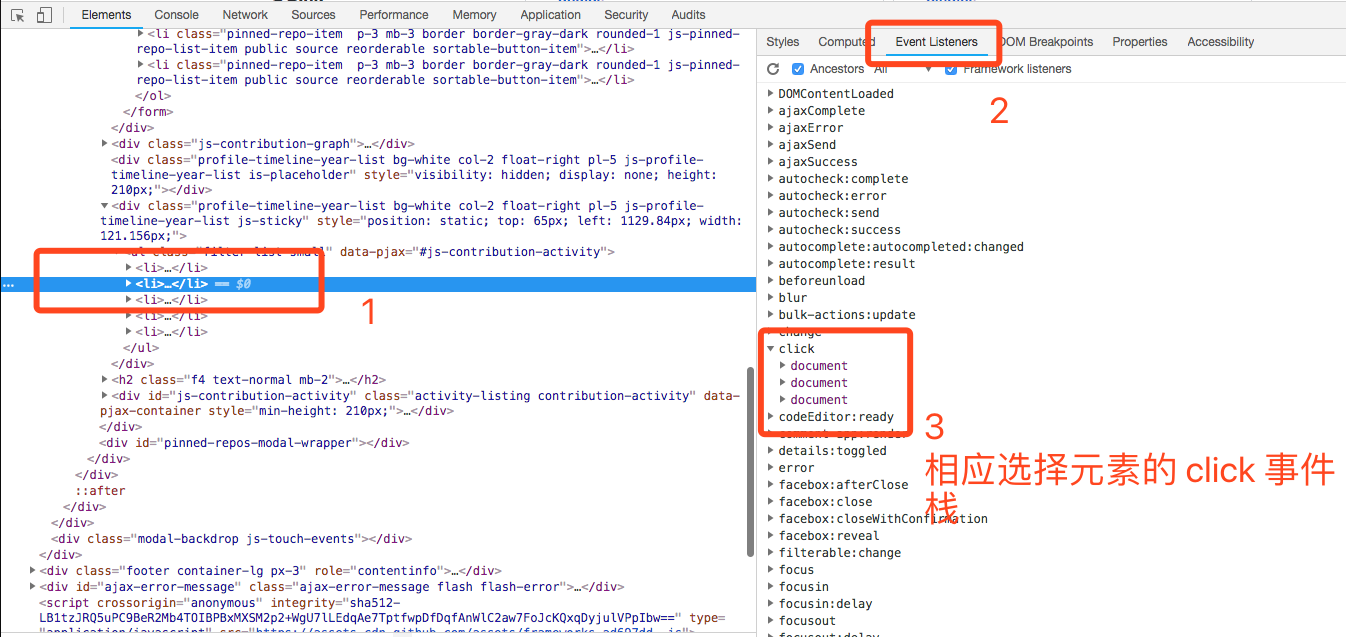 Elements Console Network Sources Performance Memory Application Security Audits
<li class="pinned-repo-item  p-3 mb-3 border border-gray-dark rounded-1 js-pinned-
repo-list-item public source reorderable sortable-button-item">…</li>
<li class="pinned-repo-item  p-3 mb-3 border border-gray-dark rounded-1 js-pinned-
repo-list-item public source reorderable sortable-button-item">…</li>
</ol>
</form>
</div>
<div class="js-contribution-graph">…</div>
<div class="profile-timeline-year-list bg-white col-2 float-right pl-5 js-profile-
timeline-year-list is-placeholder" style="visibility: hidden; display: none; height:
210px;"></div>
<div class="profile-timeline-year-list bg-white col-2 float-right pl-5 js-profile-
timeline-year-list js-sticky" style="position: static; top: 65px; left: 1129.84px; width:
121.156px;">
<ul class="filter-list small" data-pjax="#js-contribution-activity">
<li>…</li>
… <li>…</li> == $0
<li>…</li>
<li>…</li>
<li>…</li>
</ul>
</div>
<h2 class="f4 text-normal mb-2">…</h2>
<div id="js-contribution-activity" class="activity-listing contribution-activity" data-
pjax-container style="min-height: 210px;">…</div>
</div>
<div id="pinned-repos-modal-wrapper"></div>
</div>
</div>
::after
</div>
</div>
<div class="modal-backdrop js-touch-events"></div>
</div>
<div class="footer container-lg px-3" role="contentinfo">…</div>
<div id="ajax-error-message" class="ajax-error-message flash flash-error">…</div>
<script crossorigin="anonymous" integrity="sha512-
LB1tzJRQ5uPC9BeR2Mb4TOIBPBxMXSM2p2+WgU7lLEdqAe7TptfwpDfDqfAnWlC2aw7FoJcKQxqDyjulVPpIbw==" type=
1
Styles Computed Event Listeners DOM Breakpoints Properties Accessibility
Ancestors All Framework listeners
2
DOMContentLoaded
ajaxComplete
ajaxError
ajaxSend
ajaxSuccess
autocheck:complete
autocheck:error
autocheck:send
autocheck:success
autocomplete:autocompleted:changed
autocomplete:result
beforeunload
blur
bulk-actions:update
change
click
document
document
document
codeEditor:ready
comment-app:render
details:toggled
error
facebox:afterClose
facebox:close
facebox:closeWithConfirmation
facebox:reveal
filterable:change
focus
focusin
focusin:delay
focusout
focusout:delay
3
相应选择元素的 click 事件
栈